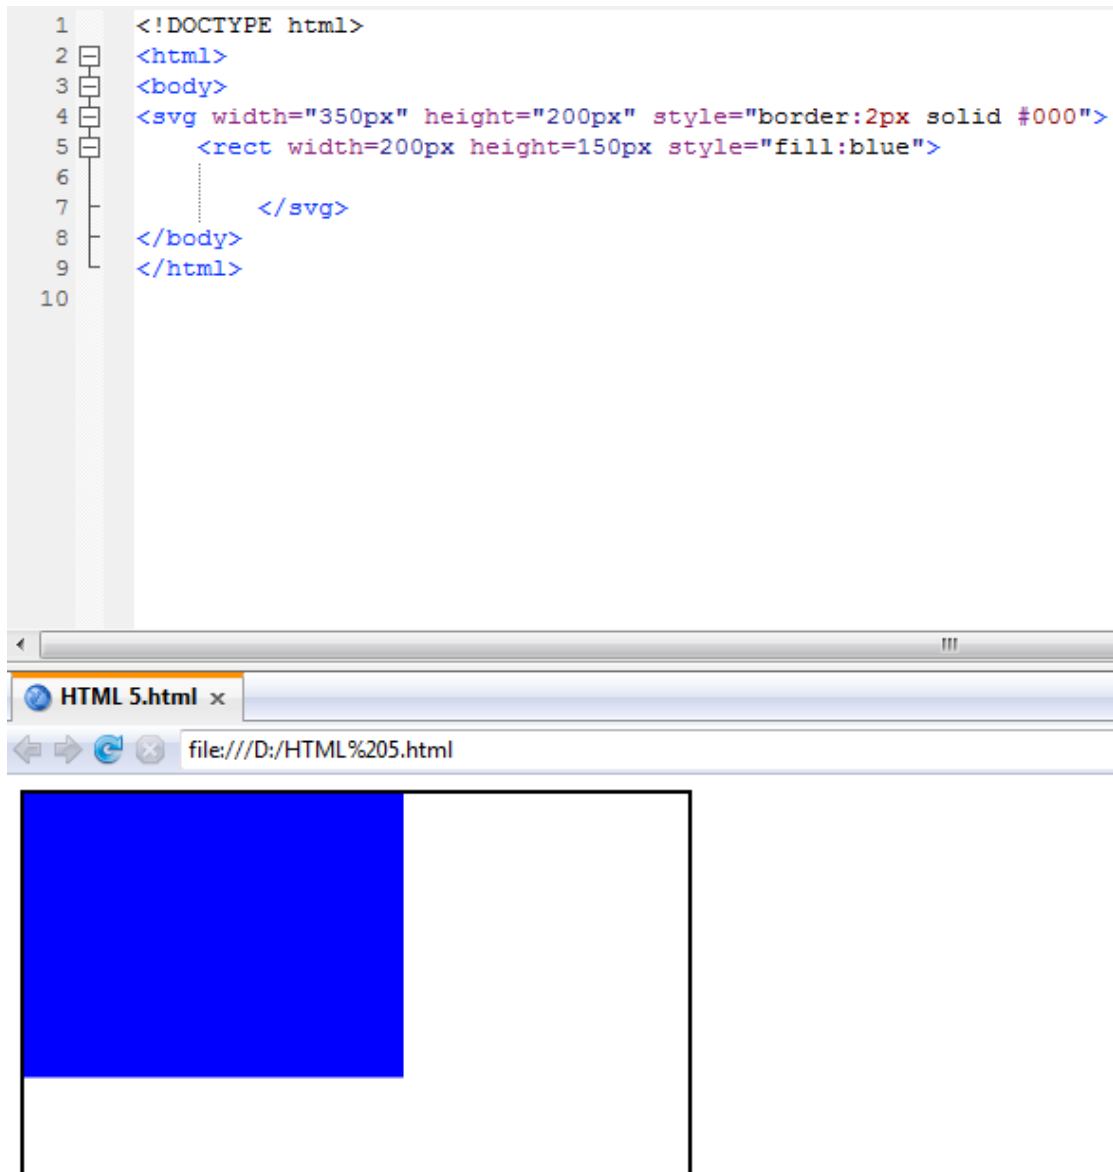 1 <!DOCTYPE html>
2 <html>
3 <body>
4 <svg width="350px" height="200px" style="border:2px solid #000">
5 <rect width=200px height=150px style="fill:blue">
6
7 </svg>
8 </body>
9 </html>
10
HTML 5.html x
file:///D:/HTML%205.html